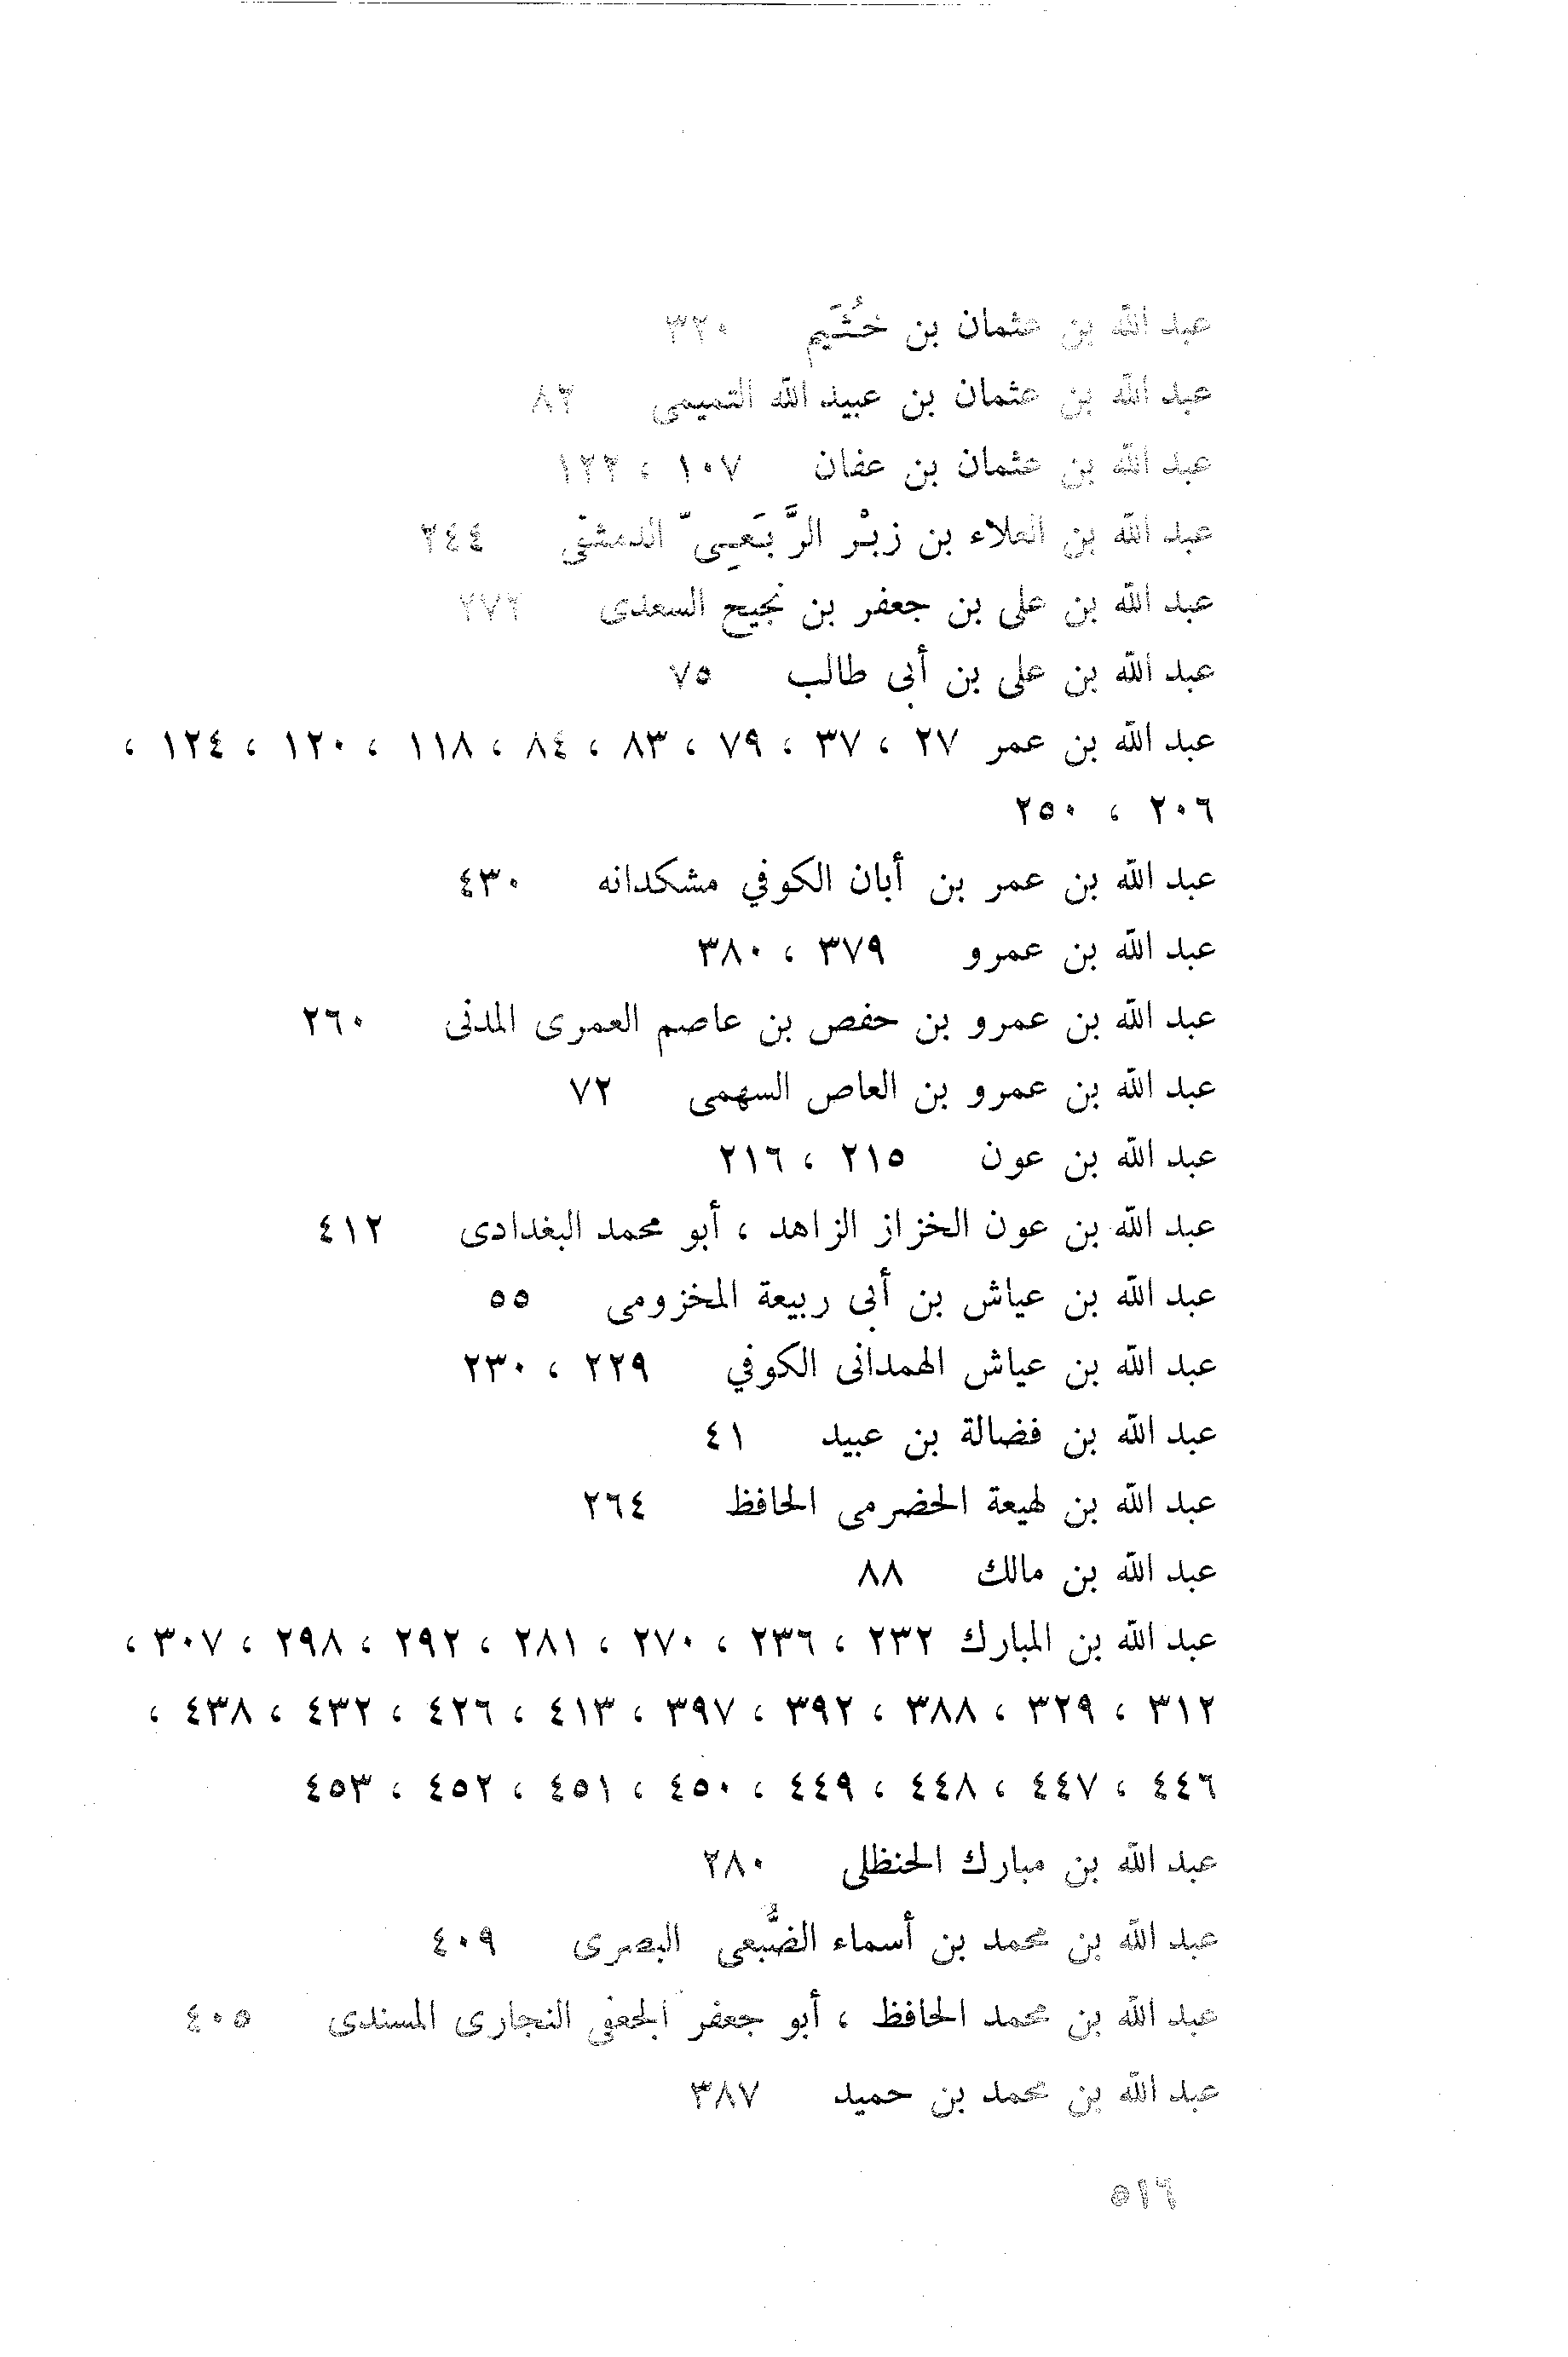 عبد الله بن عثمان بن خُثَيم ٣٢٠
عبد الله بن عثمان بن عبيد الله التميمى ٨٢
عبد الله بن عثمان بن عفان ١٠٧ ، ١٢٢
عبد الله بن العلاء بن زبْر الرَّبَعِىّ الدمشقى ٢٤٤
عبد الله بن على بن جعفر بن نجيح السعدى ٢٧٢
عبد الله بن على بن أبى طالب ٧٥
عبد الله بن عمر ٢٧ ، ٣٧ ، ٧٩ ، ٨٣ ، ٨٤ ، ١١٨ ، ١٢٠ ، ١٢٤ ،
٢٠٦ ، ٢٥٠
عبد الله بن عمر بن أبان الكوفي مشكدانه ٤٣٠
عبد الله بن عمرو ٣٧٩ ، ٣٨٠
عبد الله بن عمرو بن حفص بن عاصم العمرى المدنى ٢٦٠
عبد الله بن عمرو بن العاص السهمى ٧٢
عبد الله بن عون ٢١٥ ، ٢١٦
عبد الله بن عون الخزاز الزاهد ، أبو محمد البغدادى ٤١٢
عبد الله بن عياش بن أبى ربيعة المخزومى ٥٥
عبد الله بن عياش الهمدانى الكوفي ٢٢٩ ، ٢٣٠
عبد الله بن فضالة بن عبيد ٤١
عبد الله بن لهيعة الحضرمى الحافظ ٢٦٤
عبد الله بن مالك ٨٨
عبد الله بن المبارك ٢٣٢ ، ٢٣٦ ، ٢٧٠ ، ٢٨١ ، ٢٩٢ ، ٢٩٨ ، ٣٠٧ ،
٣١٢ ، ٣٢٩ ، ٣٨٨ ، ٣٩٢ ، ٣٩٧ ، ٤١٣ ، ٤٢٦ ، ٤٣٢ ، ٤٣٨ ،
٤٤٦ ، ٤٤٧ ، ٤٤٨ ، ٤٤٩ ، ٤٥٠ ، ٤٥١ ، ٤٥٢ ، ٤٥٣
عبد الله بن مبارك الحنظلى ٢٨٠
عبد الله بن محمد بن أسماء الضُّبعى البصرى ٤٠٩
عبد الله بن محمد الحافظ ، أبو جعفر الجعفى النجارى المسندى ٤٠٥
عبد الله بن محمد بن حميد ٣٨٧
٥١٦